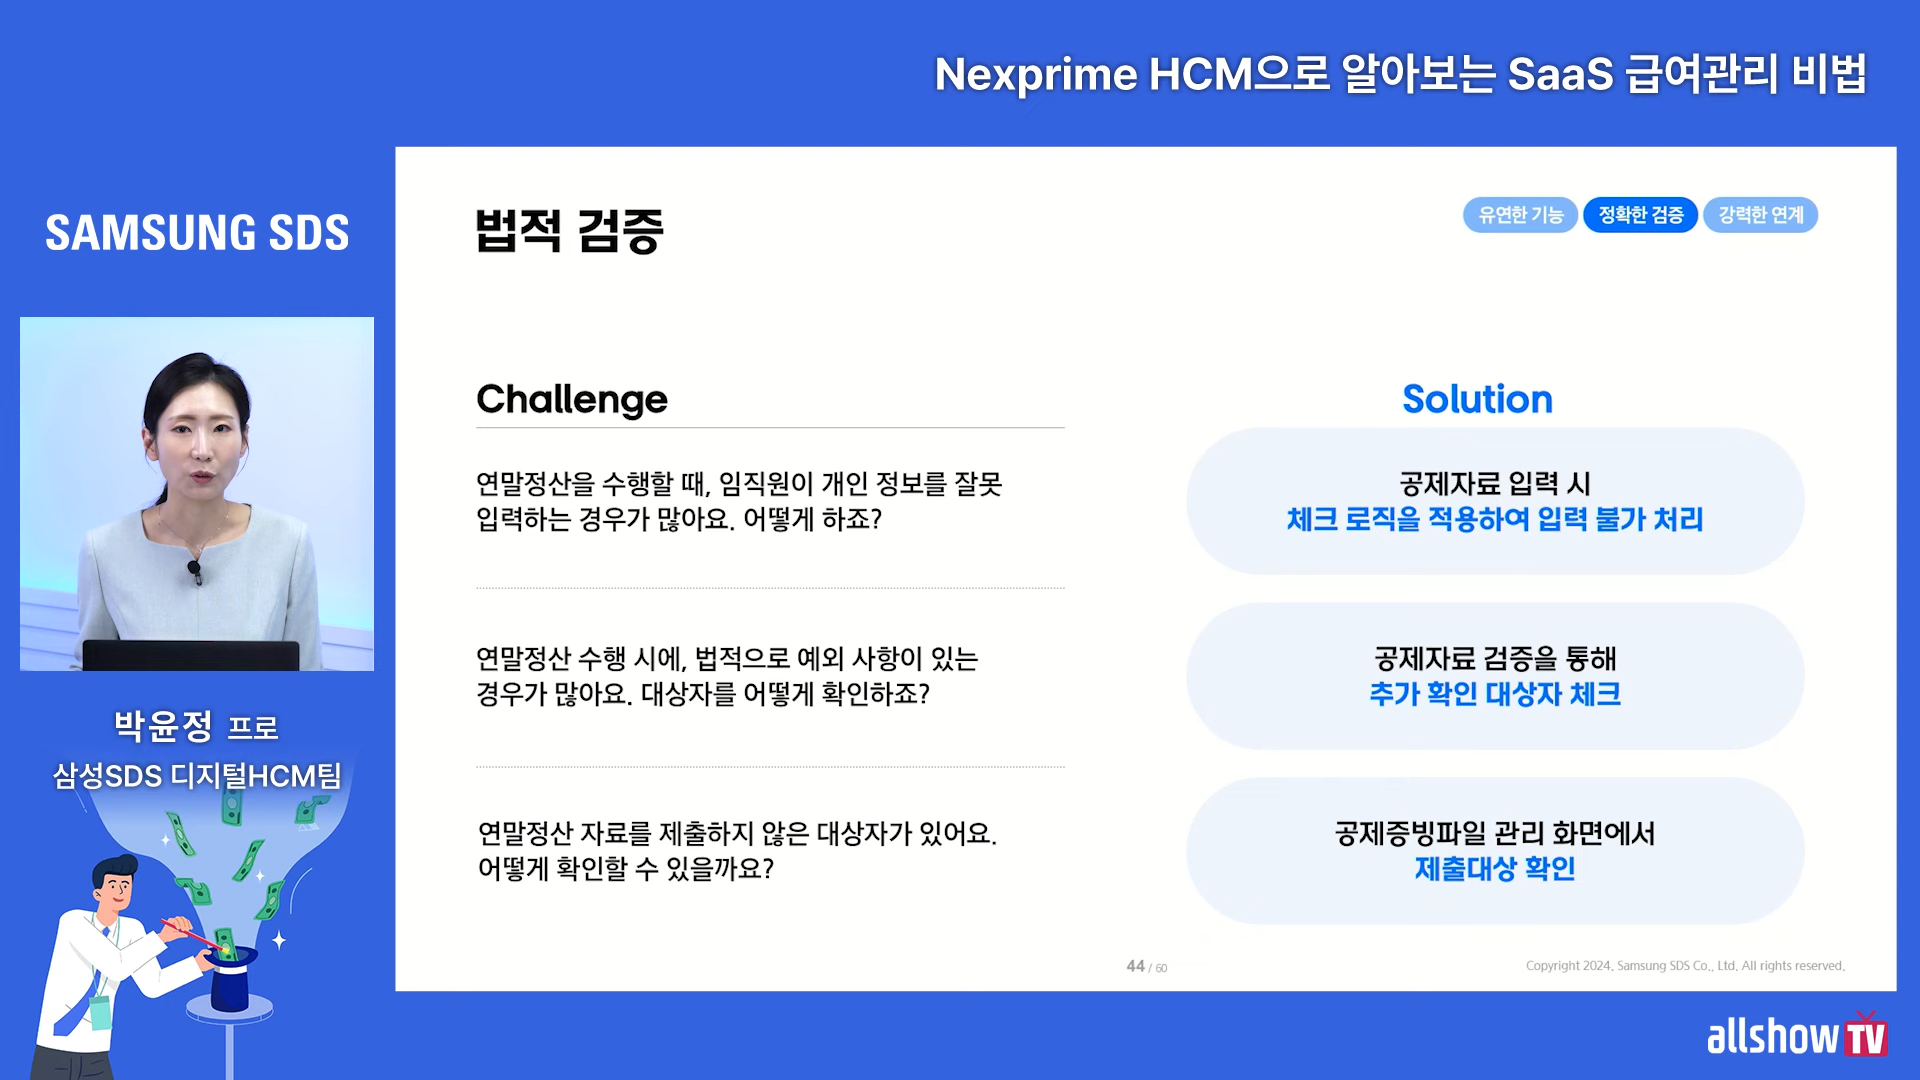 Nexprime HCM으로 알아보는 SaaS 급여관리 비법
SAMSUNG SDS
박윤정 프로
삼성SDS 디지털HCM팀
법적 검증
유연한 기능
정확한 검증
강력한 연계
Challenge
연말정산을 수행할 때, 임직원이 개인 정보를 잘못
입력하는 경우가 많아요. 어떻게 하죠?
연말정산 수행 시에, 법적으로 예외 사항이 있는
경우가 많아요. 대상자를 어떻게 확인하죠?
연말정산 자료를 제출하지 않은 대상자가 있어요.
어떻게 확인할 수 있을까요?
Solution
공제자료 입력 시
체크 로직을 적용하여 입력 불가 처리
공제자료 검증을 통해
추가 확인 대상자 체크
공제증빙파일 관리 화면에서
제출대상 확인
44 / 60
Copyright 2024. Samsung SDS Co., Ltd. All rights reserved.
allshow TV